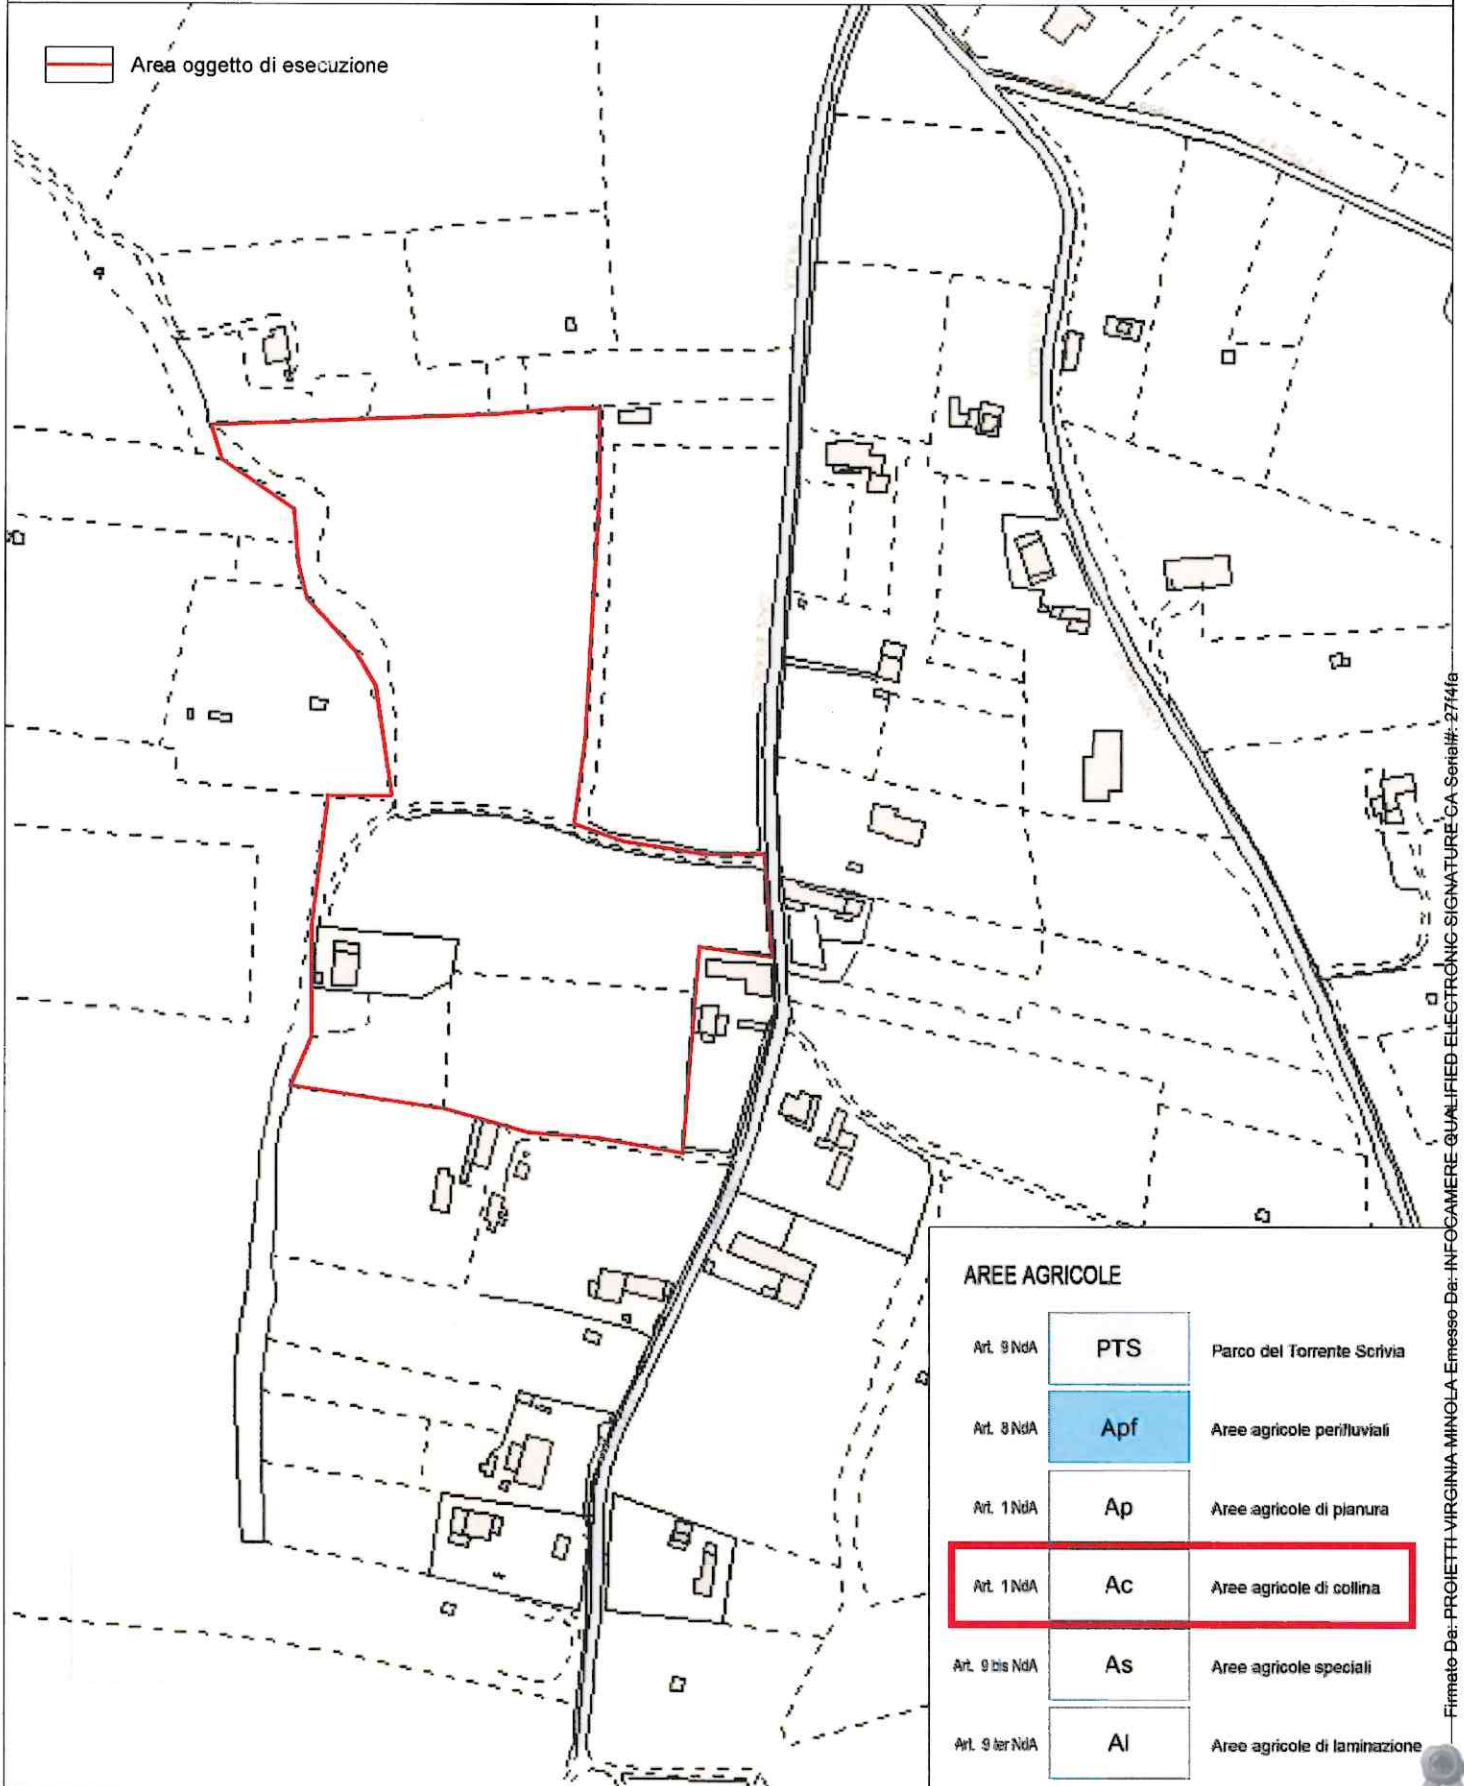 Area oggetto di esecuzione
AREE AGRICOLE
Art. 9 NdA PTS Parco del Torrente Scrivia
Art. 8 NdA Apf Aree agricole perifluviali
Art. 1 NdA Ap Aree agricole di pianura
Art. 1 NdA Ac Aree agricole di collina
Art. 9 bis NdA As Aree agricole speciali
Art. 9 ter NdA Al Aree agricole di laminazione
Firmato Da: PROIETTI VIRGINIA MINOLA Emesso Da: INFOCAMERE QUALIFIED ELECTRONIC SIGNATURE CA Serial#: 27f4fa